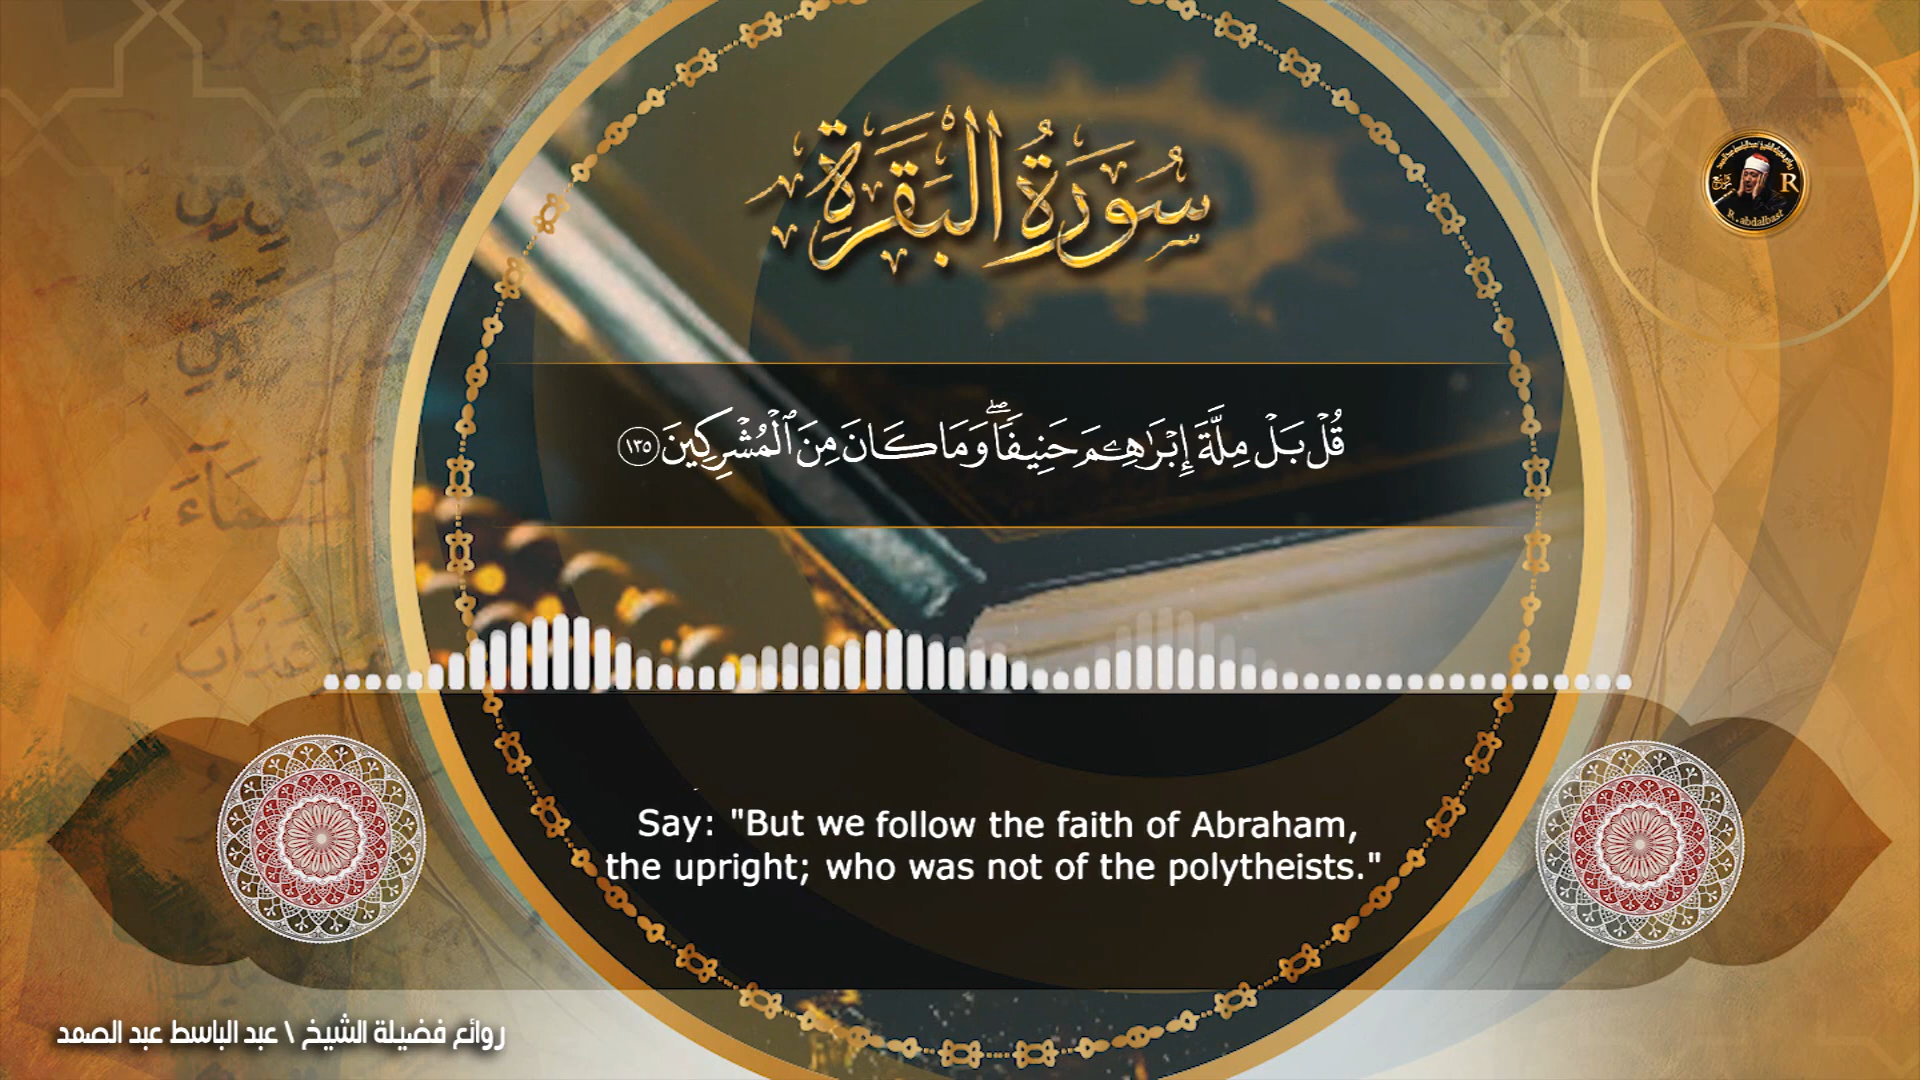 سُورَةُ الْبَقَرَةِ
قُلْ بَلْ مِلَّةَ إِبْرَٰهِـۧمَ حَنِيفًاۖ وَمَا كَانَ مِنَ ٱلْمُشْرِكِينَ ١٣٥
Say: "But we follow the faith of Abraham,
the upright; who was not of the polytheists."
روائع فضيلة الشيخ \ عبد الباسط عبد الصمد
R
R.abdalbast